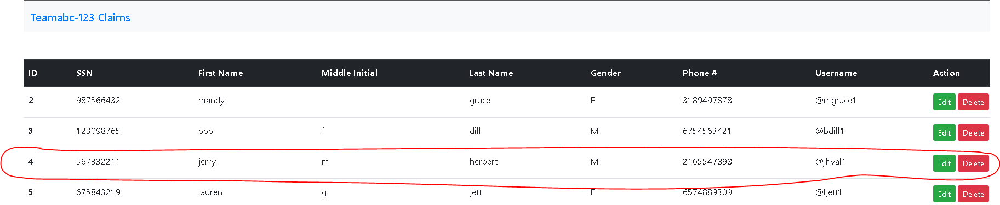 Teamabc-123 Claims
ID SSN First Name Middle Initial Last Name Gender Phone # Username Action
2 987566432 mandy grace F 3189497878 @mgrace1 Edit Delete
3 123098765 bob f dill M 6754563421 @bdill1 Edit Delete
4 567332211 jerry m herbert M 2165547898 @jhval1 Edit Delete
5 675843219 lauren g jett F 6574889309 @ljett1 Edit Delete